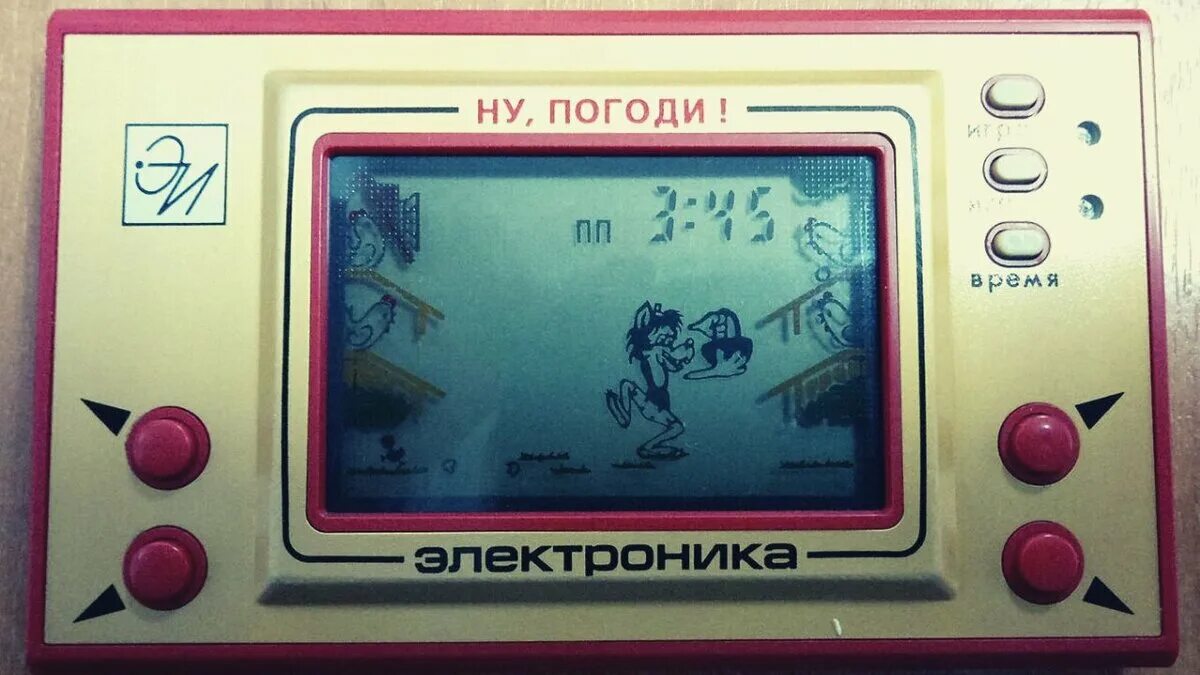 НУ, ПОГОДИ !
ЭИ
пп 3:45
время
электроника